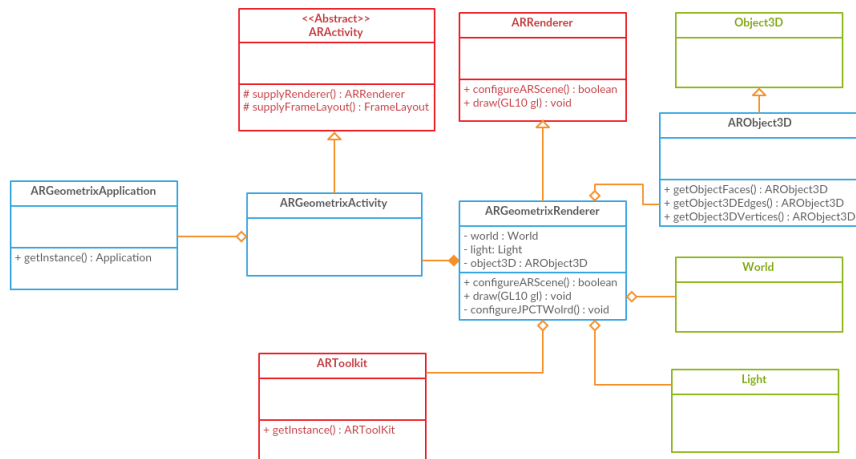 <<Abstract>>
ARActivity
# supplyRenderer() : ARRenderer
# supplyFrameLayout() : FrameLayout
ARRenderer
+ configureARScene() : boolean
+ draw(GL10 gl) : void
Object3D
ARObject3D
+ getObjectFaces() : ARObject3D
+ getObject3DEdges() : ARObject3D
+ getObject3DVertices() : ARObject3D
ARGeometrixApplication
+ getInstance() : Application
ARGeometrixActivity
ARGeometrixRenderer
- world : World
- light: Light
- object3D : ARObject3D
+ configureARScene() : boolean
+ draw(GL10 gl) : void
- configureJPCTWolrd() : void
World
ARToolkit
+ getInstance() : ARToolKit
Light